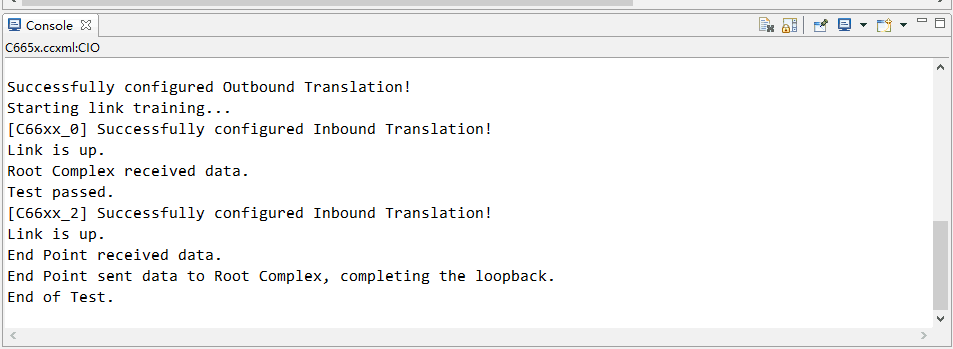 Console
C665x.ccxml:CIO
Successfully configured Outbound Translation!
Starting link training...
[C66xx_0] Successfully configured Inbound Translation!
Link is up.
Root Complex received data.
Test passed.
[C66xx_2] Successfully configured Inbound Translation!
Link is up.
End Point received data.
End Point sent data to Root Complex, completing the loopback.
End of Test.